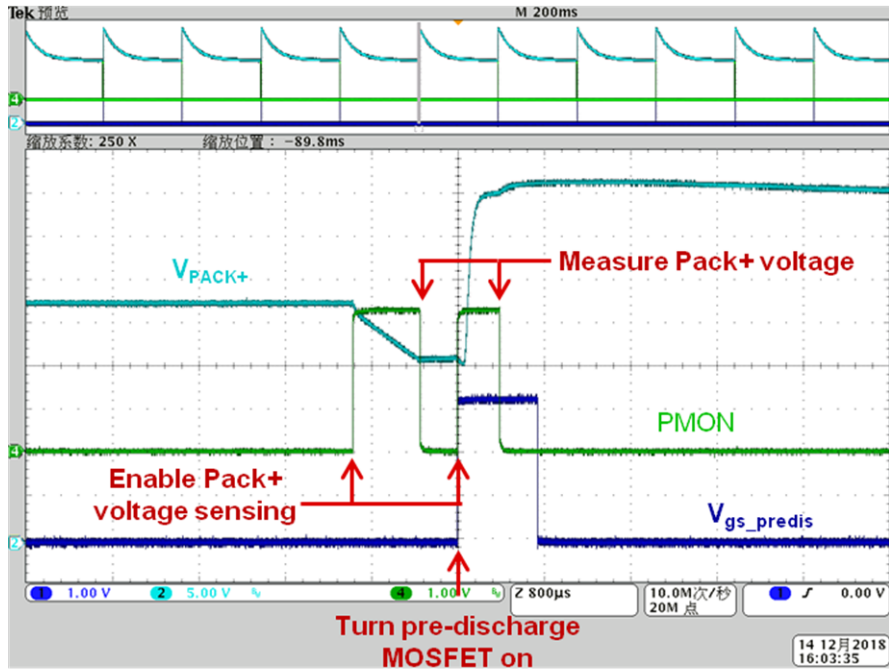 Tek 预览
M 200ms
4
2
缩放系数: 250 X
缩放位置: -89.8ms
VPACK+
Measure Pack+ voltage
PMON
4
Enable Pack+
voltage sensing
Vgs_predis
2
1 1.00 V
2 5.00 V
4 1.00 V
Z 800µs
10.0M次/秒
20M 点
1 0.00 V
Turn pre-discharge
MOSFET on
14 12月 2018
16:03:35